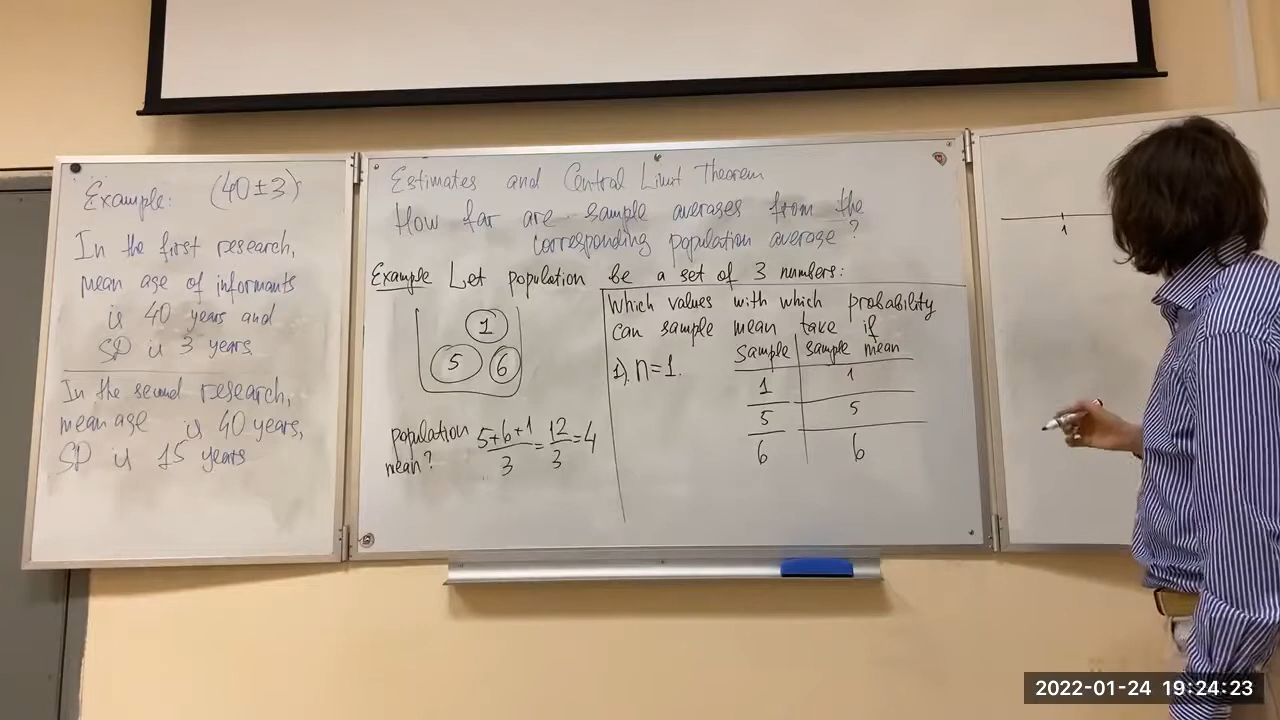 Example: (40±3)
In the first research,
mean age of informants
is 40 years and
SD is 3 years
In the second research,
mean age is 40 years,
SD is 15 years
Estimates and Central Limit Theorem
How far are sample averages from the
corresponding population average?
Example Let population be a set of 3 numbers:
1
5 6
population
mean?
5+6+1/3=12/3=4
Which values with which probability
can sample mean take if
1). n=1.
sample sample mean
1 1
5 5
6 6
1
2022-01-24 19:24:23